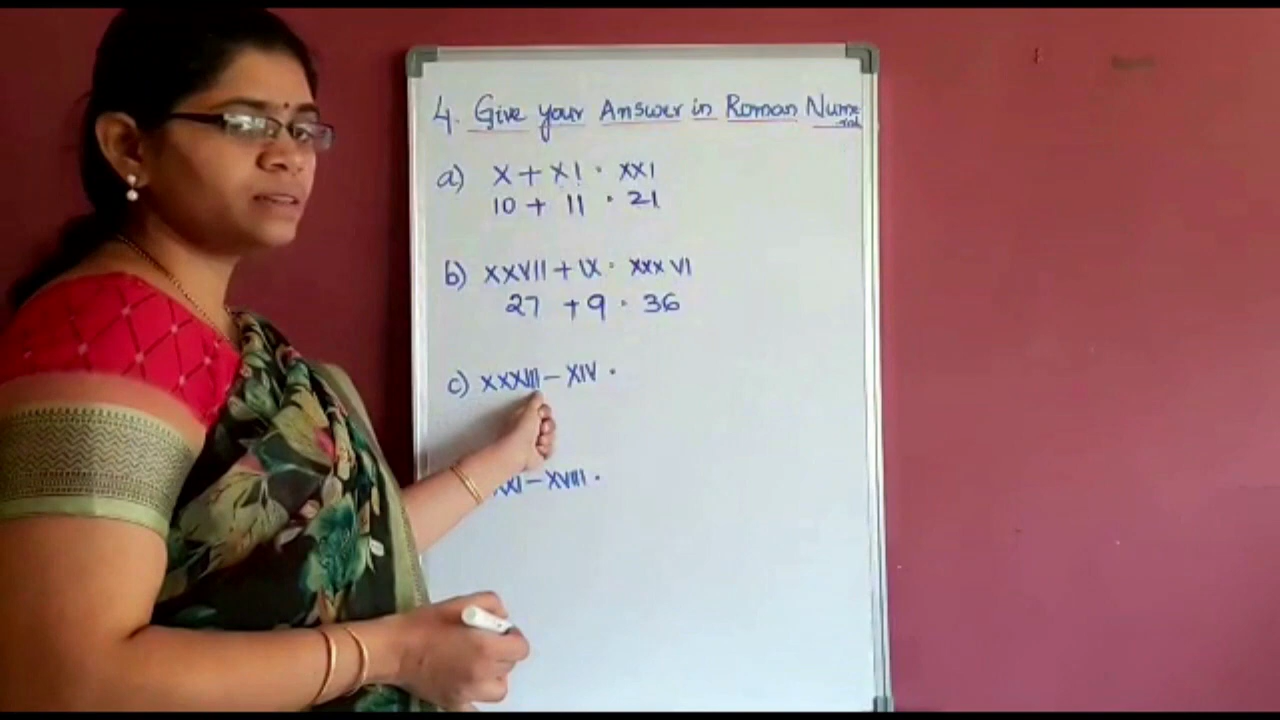 4. Give your Answer in Roman Numeral
a) X + XI = XXI
10 + 11 = 21
b) XXVII + IX = XXXVI
27 + 9 = 36
c) XXXIII - XIV =
XXI - XVIII =